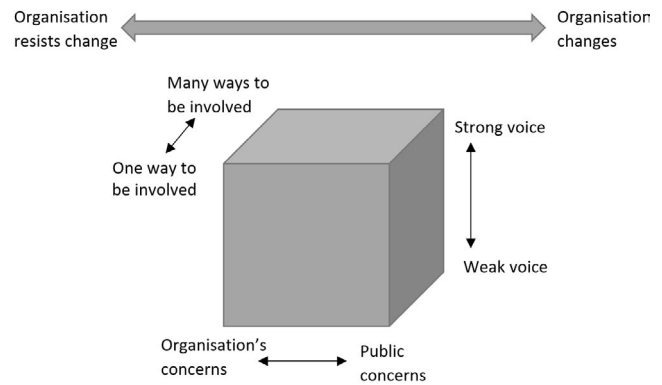 Organisation
resists change
Organisation
changes
Many ways to
be involved
One way to
be involved
Strong voice
Weak voice
Organisation's
concerns
Public
concerns